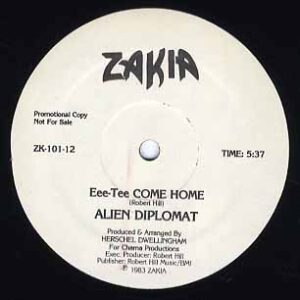 ZAKIA
Promotional Copy
Not For Sale
ZK-101-12
TIME: 5:37
Eee-Tee COME HOME
(Robert Hill)
ALIEN DIPLOMAT
Produced & Arranged By
HERSCHEL DWELLINGHAM
For Chama Productions
Exec. Producer: Robert Hill
Publisher: Robert Hill Music/BMI
℗ 1983 ZAKIA